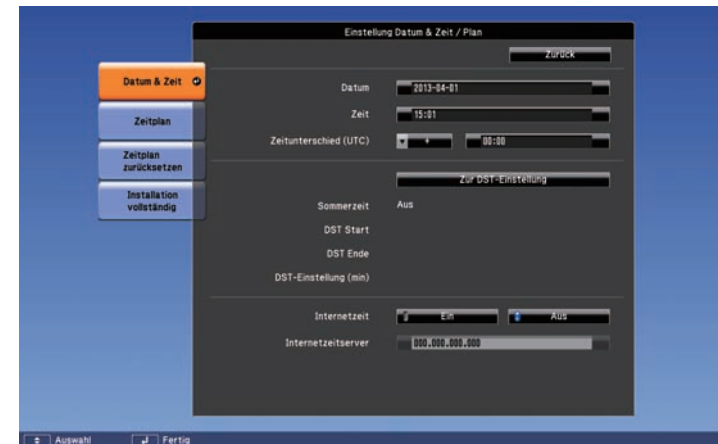 Einstellung Datum & Zeit / Plan
Zurück
Datum & Zeit
Zeitplan
Zeitplan
zurücksetzen
Installation
vollständig
Datum 2013-04-01
Zeit 15:01
Zeitunterschied (UTC) + 00:00
Zur DST-Einstellung
Sommerzeit Aus
DST Start
DST Ende
DST-Einstellung (min)
Internetzeit Ein Aus
Internetzeitserver 000.000.000.000
Auswahl Fertig